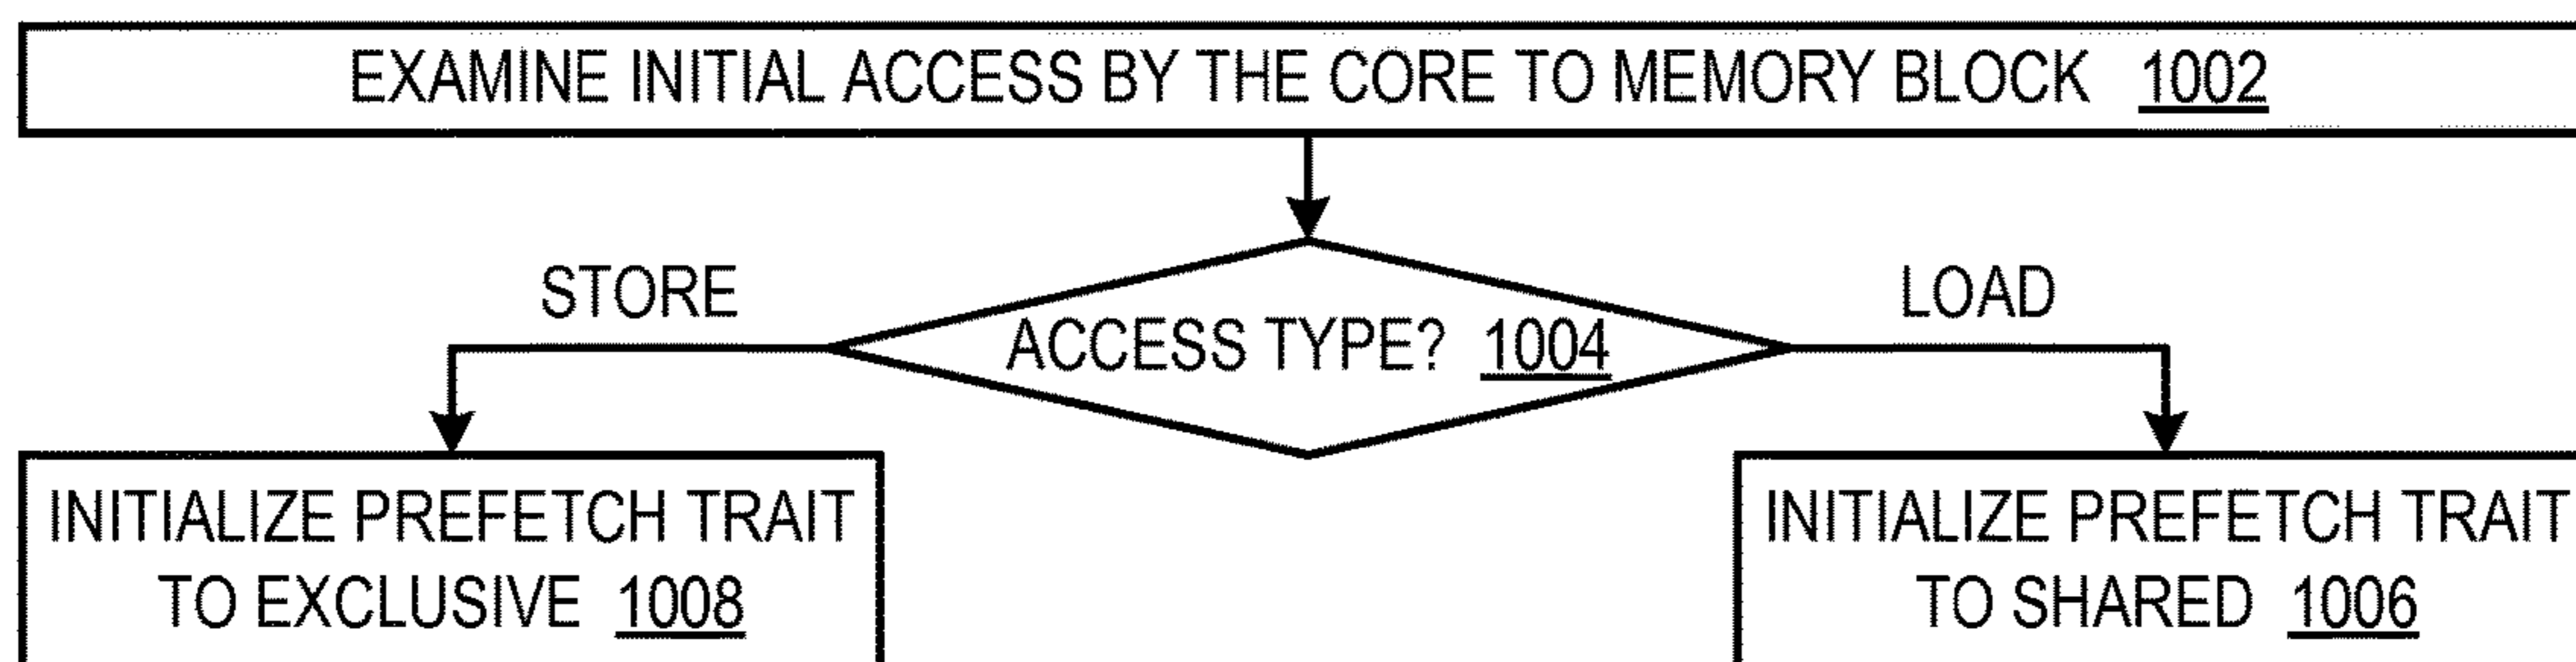 EXAMINE INITIAL ACCESS BY THE CORE TO MEMORY BLOCK 1002
STORE
LOAD
ACCESS TYPE? 1004
INITIALIZE PREFETCH TRAIT
TO EXCLUSIVE 1008
INITIALIZE PREFETCH TRAIT
TO SHARED 1006